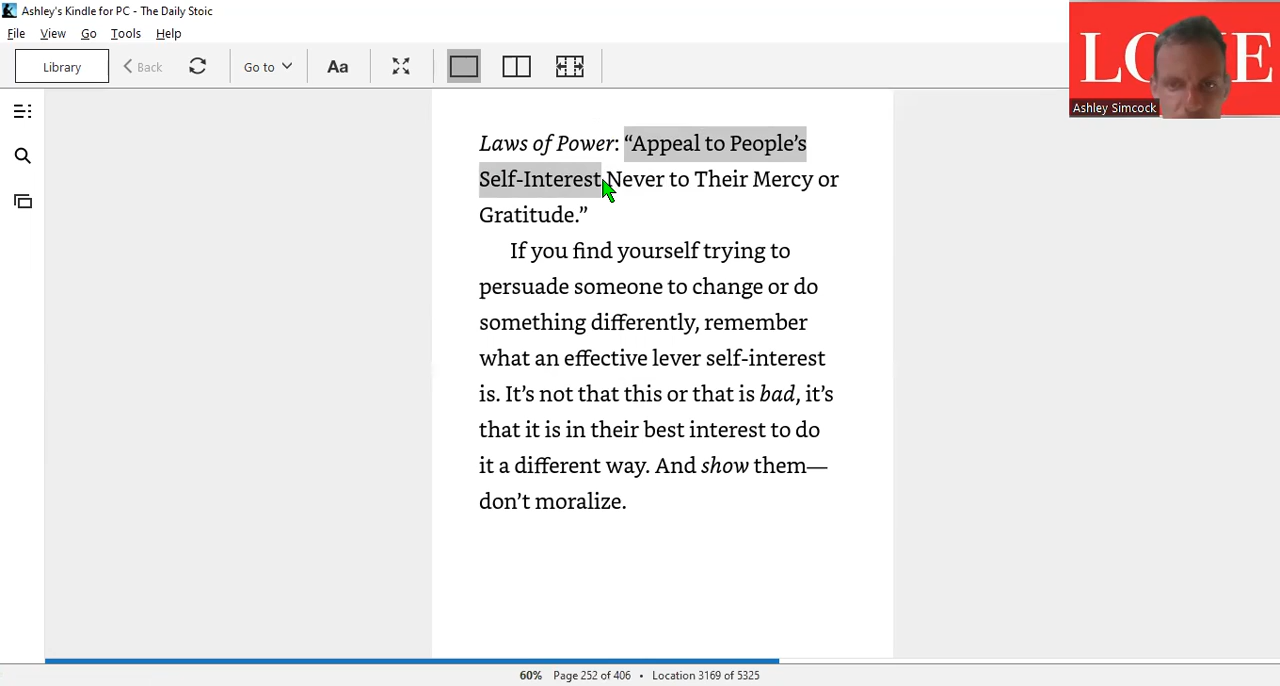 Ashley's Kindle for PC - The Daily Stoic
File View Go Tools Help
Library Back Go to Aa
LOVE
Ashley Simcock
Laws of Power: “Appeal to People’s
Self-Interest Never to Their Mercy or
Gratitude.”
If you find yourself trying to
persuade someone to change or do
something differently, remember
what an effective lever self-interest
is. It’s not that this or that is bad, it’s
that it is in their best interest to do
it a different way. And show them—
don’t moralize.
60% Page 252 of 406 • Location 3169 of 5325